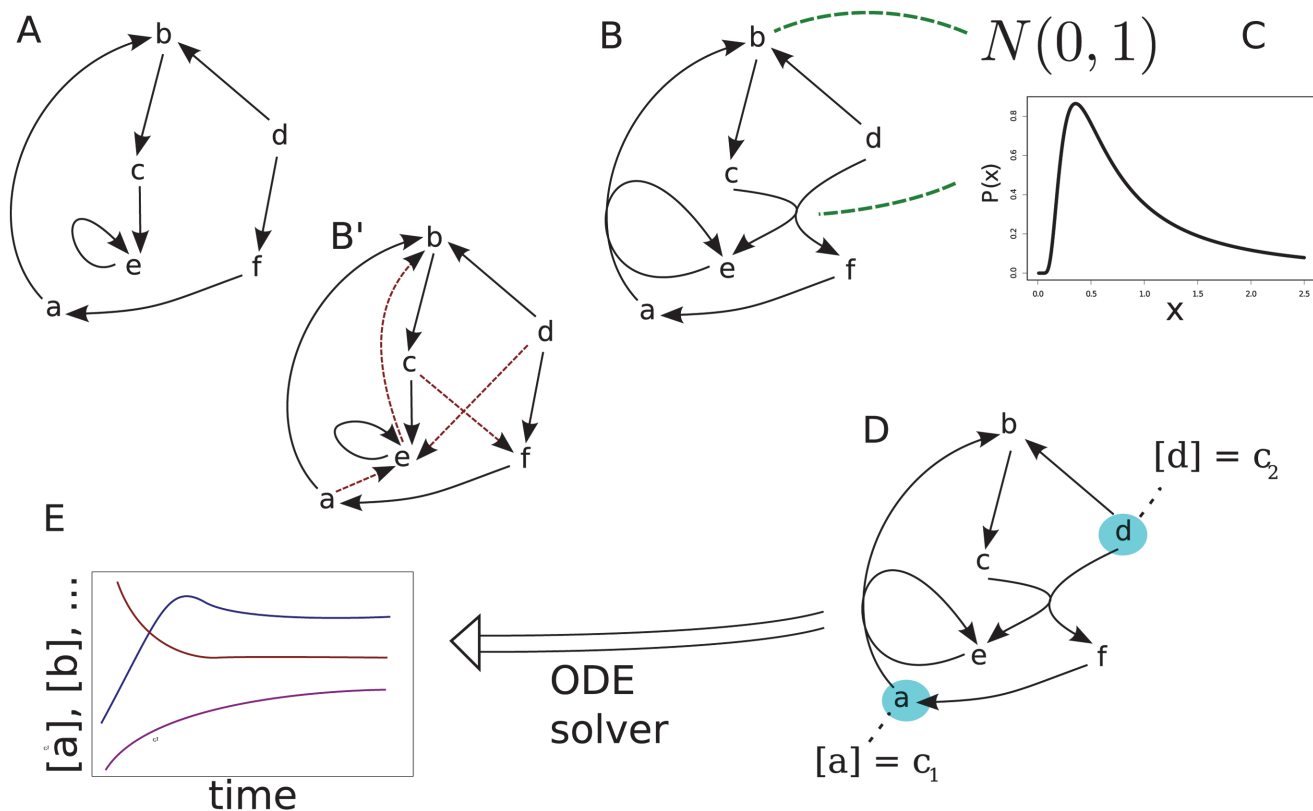 A
b
d
c
e
f
a
B
b
d
c
e
f
a
N(0, 1)
C
P(x)
0.8
0.6
0.4
0.2
0.0
0.0
0.5
1.0
1.5
2.0
2.5
x
B'
b
d
c
e
f
a
D
b
[d] = c₂
d
c
e
f
a
[a] = c₁
E
[a], [b], ...
time
ODE
solver